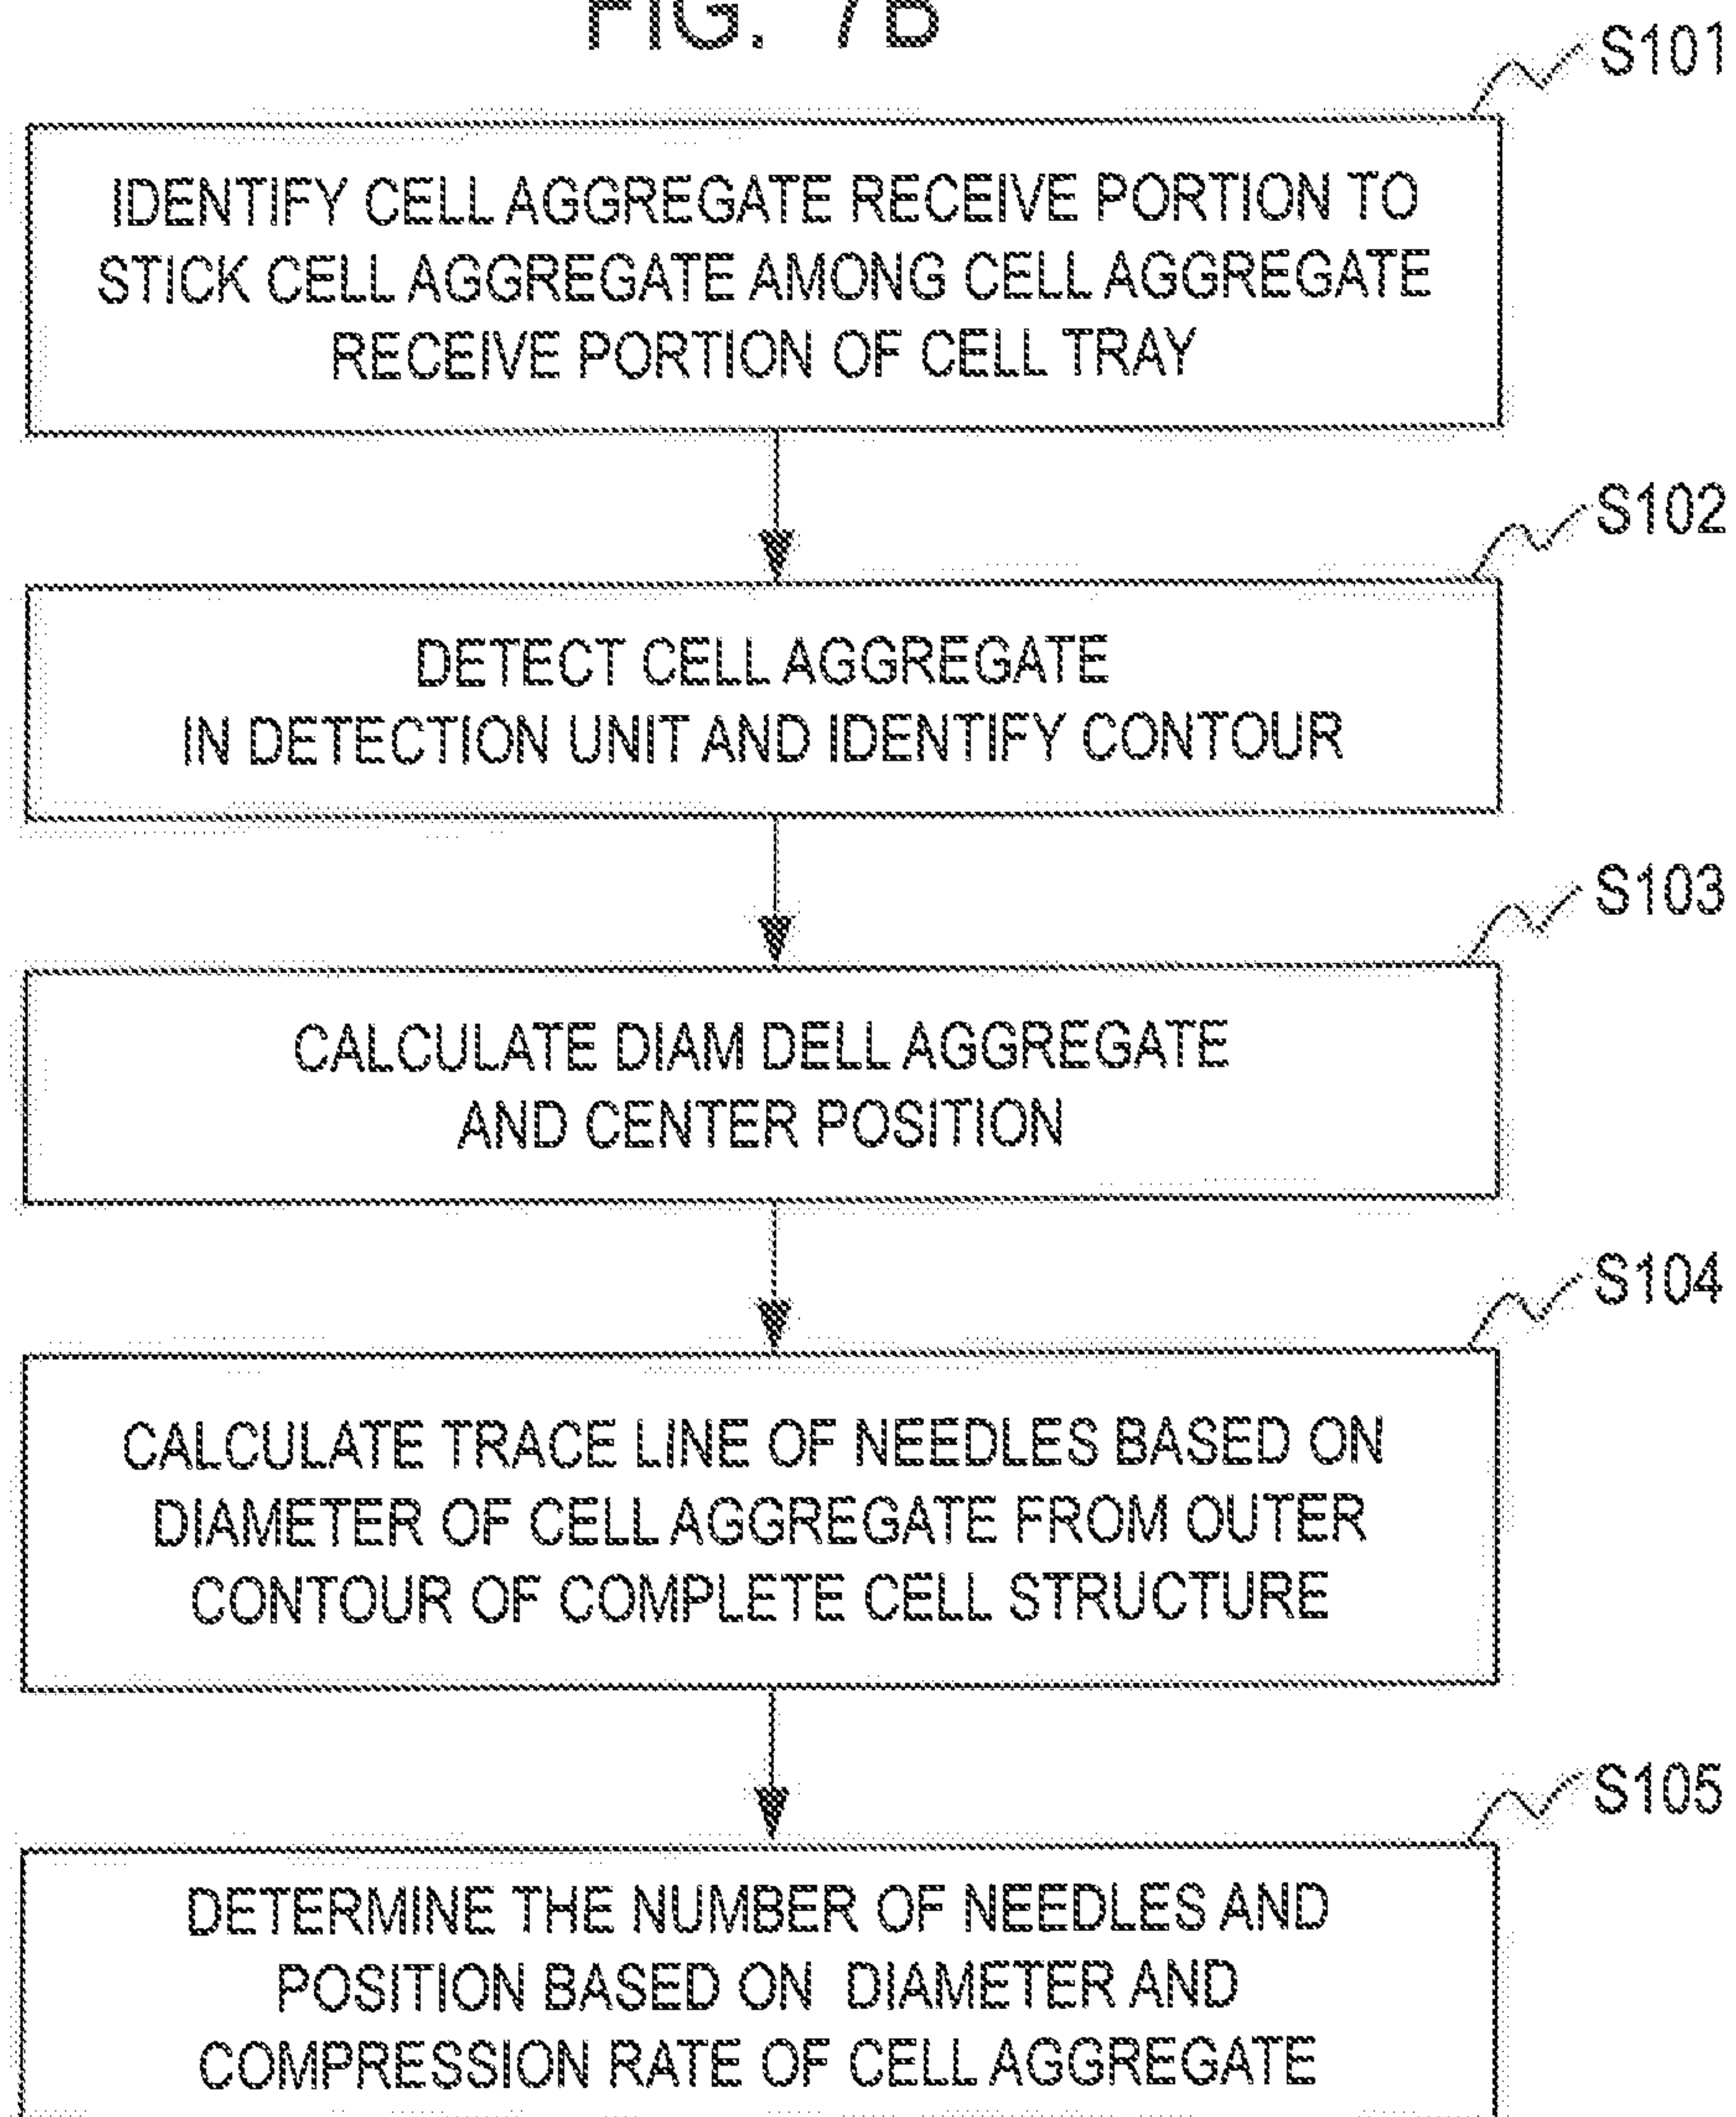 FIG. 7B
S101
IDENTIFY CELL AGGREGATE RECEIVE PORTION TO
STICK CELL AGGREGATE AMONG CELL AGGREGATE
RECEIVE PORTION OF CELL TRAY
S102
DETECT CELL AGGREGATE
IN DETECTION UNIT AND IDENTIFY CONTOUR
S103
CALCULATE DIAM DELL AGGREGATE
AND CENTER POSITION
S104
CALCULATE TRACE LINE OF NEEDLES BASED ON
DIAMETER OF CELL AGGREGATE FROM OUTER
CONTOUR OF COMPLETE CELL STRUCTURE
S105
DETERMINE THE NUMBER OF NEEDLES AND
POSITION BASED ON DIAMETER AND
COMPRESSION RATE OF CELL AGGREGATE